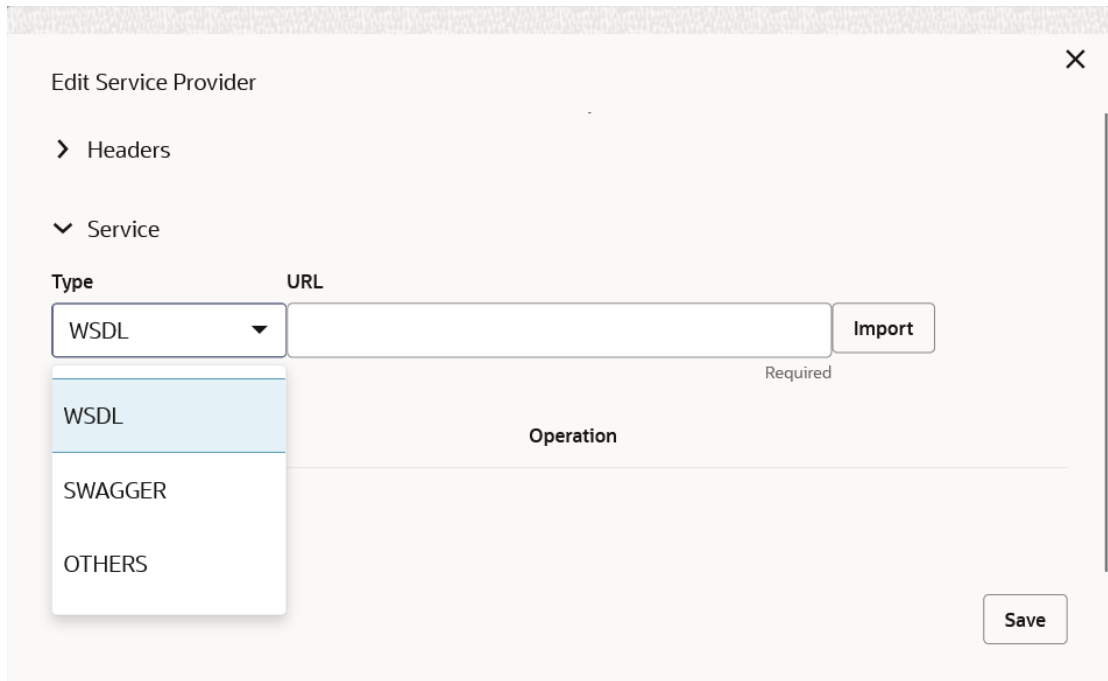 Edit Service Provider
Headers
Service
Type URL
WSDL Import
Required
WSDL
Operation
SWAGGER
OTHERS
Save